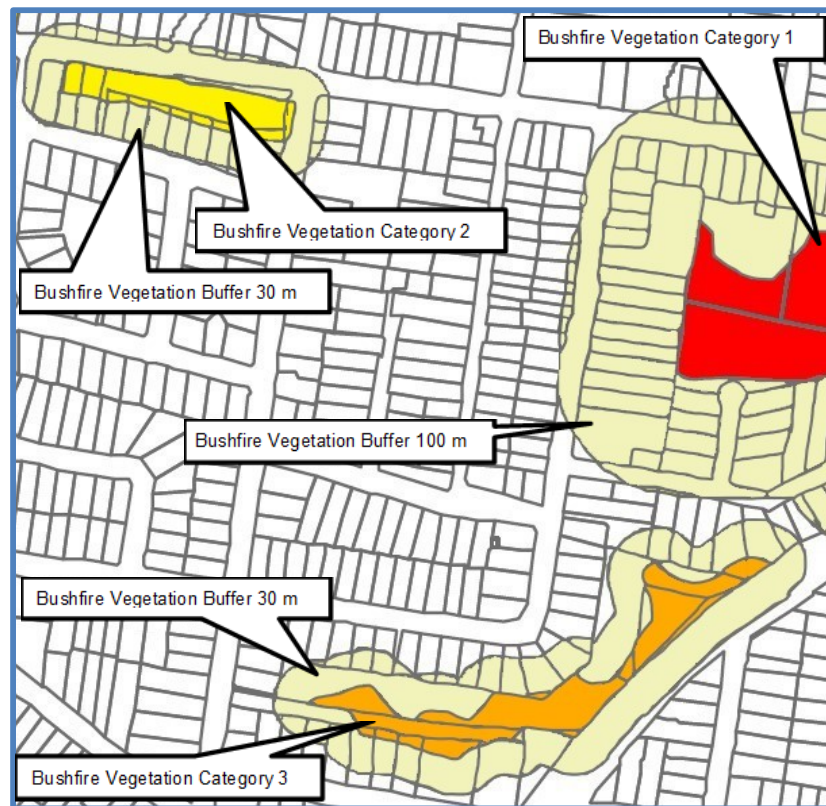 Bushfire Vegetation Category 1
Bushfire Vegetation Category 2
Bushfire Vegetation Buffer 30 m
Bushfire Vegetation Buffer 100 m
Bushfire Vegetation Buffer 30 m
Bushfire Vegetation Category 3